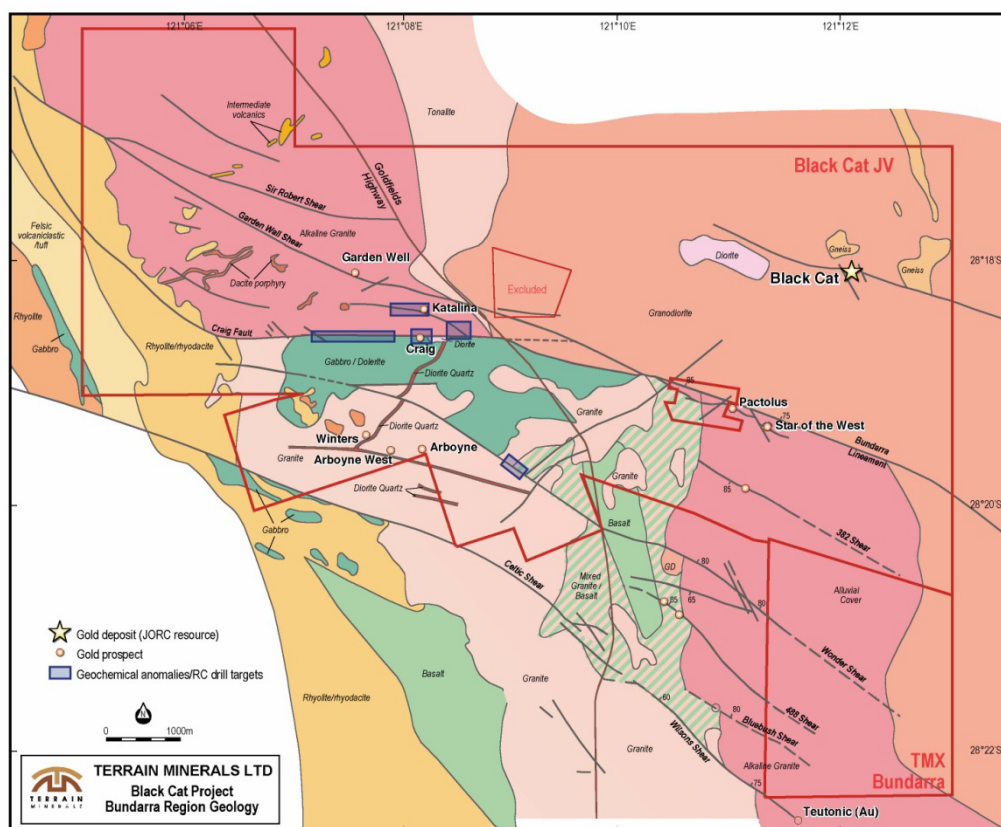 121°06'E
121°08'E
121°10'E
121°12'E
Intermediate
volcanics
Tonalite
Goldfields
Highway
Black Cat JV
Sir Robert Shear
Felsic
volcaniclastic
/tuff
Garden Wall Shear
Alkaline Granite
Garden Well
Dacite porphyry
Diorite
Gneiss
Gneiss
28°18'S
Black Cat
Excluded
Katalina
Granodiorite
Rhyolite
Gabbro
Rhyolite/rhyodacite
Craig Fault
Craig
Diorite
Gabbro / Dolerite
Diorite Quartz
85
Pactolus
75
Star of the West
Granite
Diorite Quartz
Winters
Arboyne
Granite
Arboyne West
Bundarra
Lineament
Granite
Diorite Quartz
85
28°20'S
Gabbro
Basalt
382 Shear
Celtic Shear
80
GD
Mixed
Granite /
Basalt
85
65
80
Alluvial
Cover
Gold deposit (JORC resource)
Gold prospect
Geochemical anomalies/RC drill targets
Basalt
Granite
Wonder Shear
Rhyolite/rhyodacite
60
488 Shear
80
Bluebush Shear
N
0
1000m
Wilsons Shear
Granite
28°22'S
Alkaline Granite
TMX
Bundarra
75
Teutonic (Au)
TERRAIN
MINERALS
TERRAIN MINERALS LTD
Black Cat Project
Bundarra Region Geology